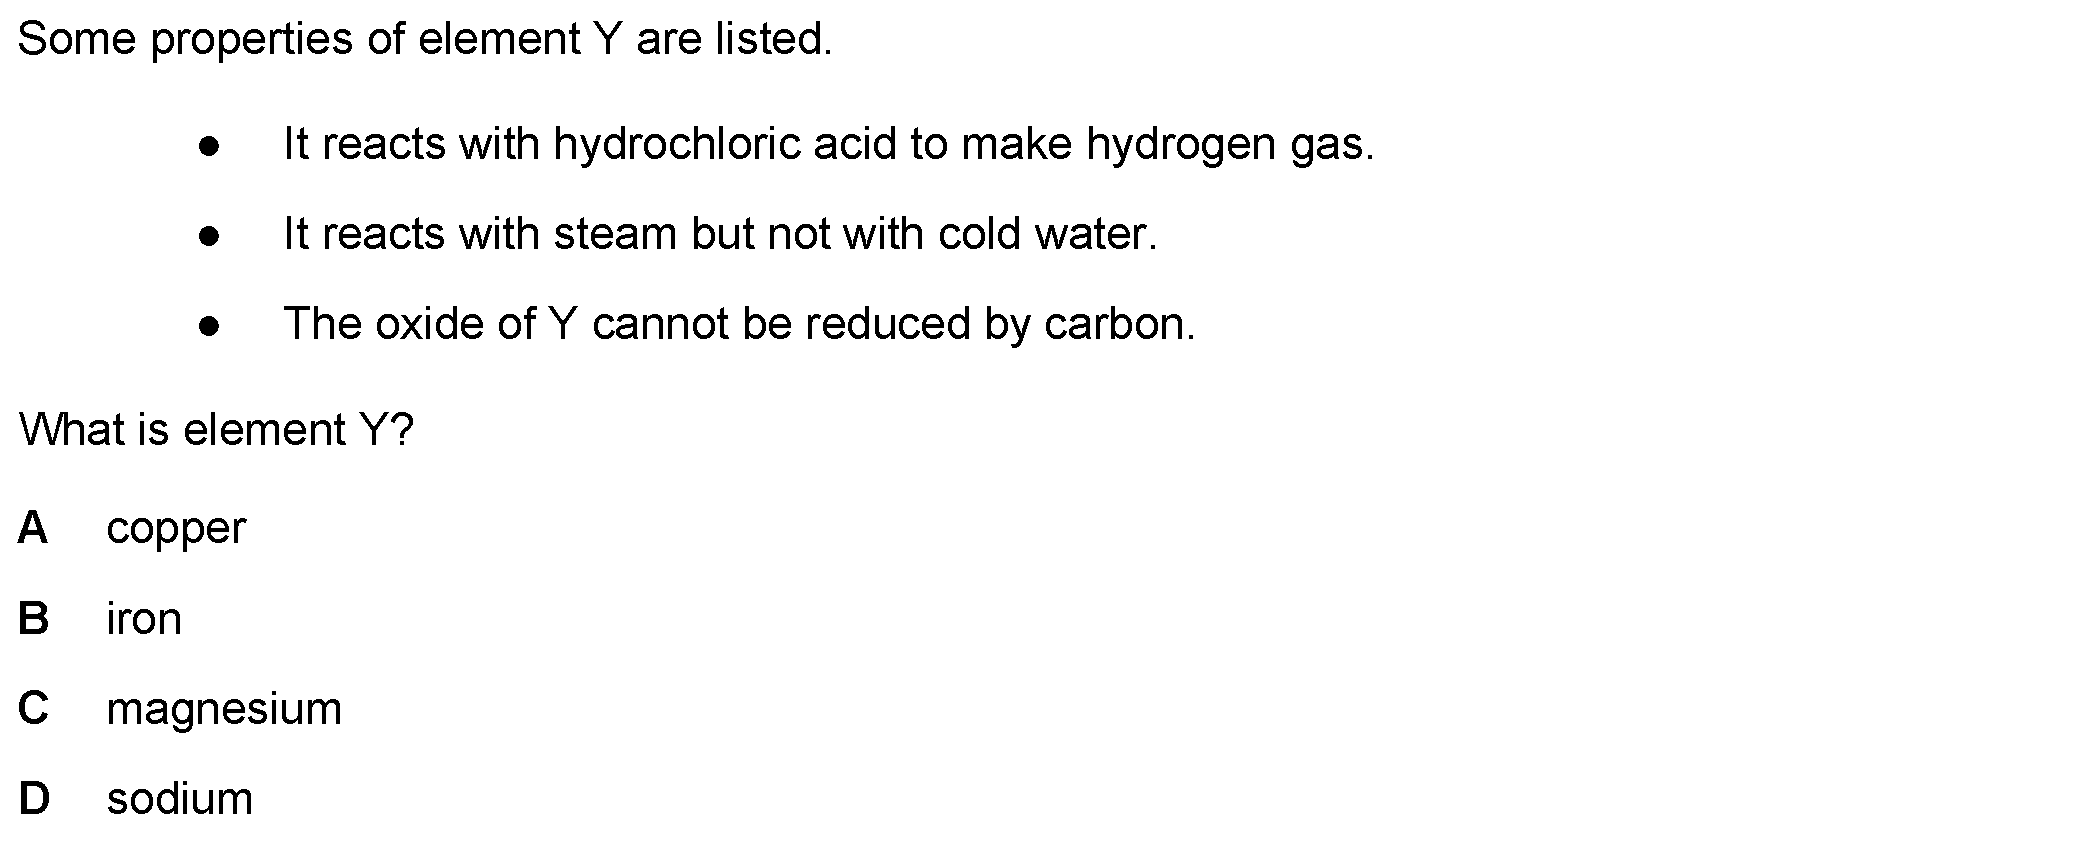 Some properties of element Y are listed.
● It reacts with hydrochloric acid to make hydrogen gas.
● It reacts with steam but not with cold water.
● The oxide of Y cannot be reduced by carbon.
What is element Y?
A copper
B iron
C magnesium
D sodium